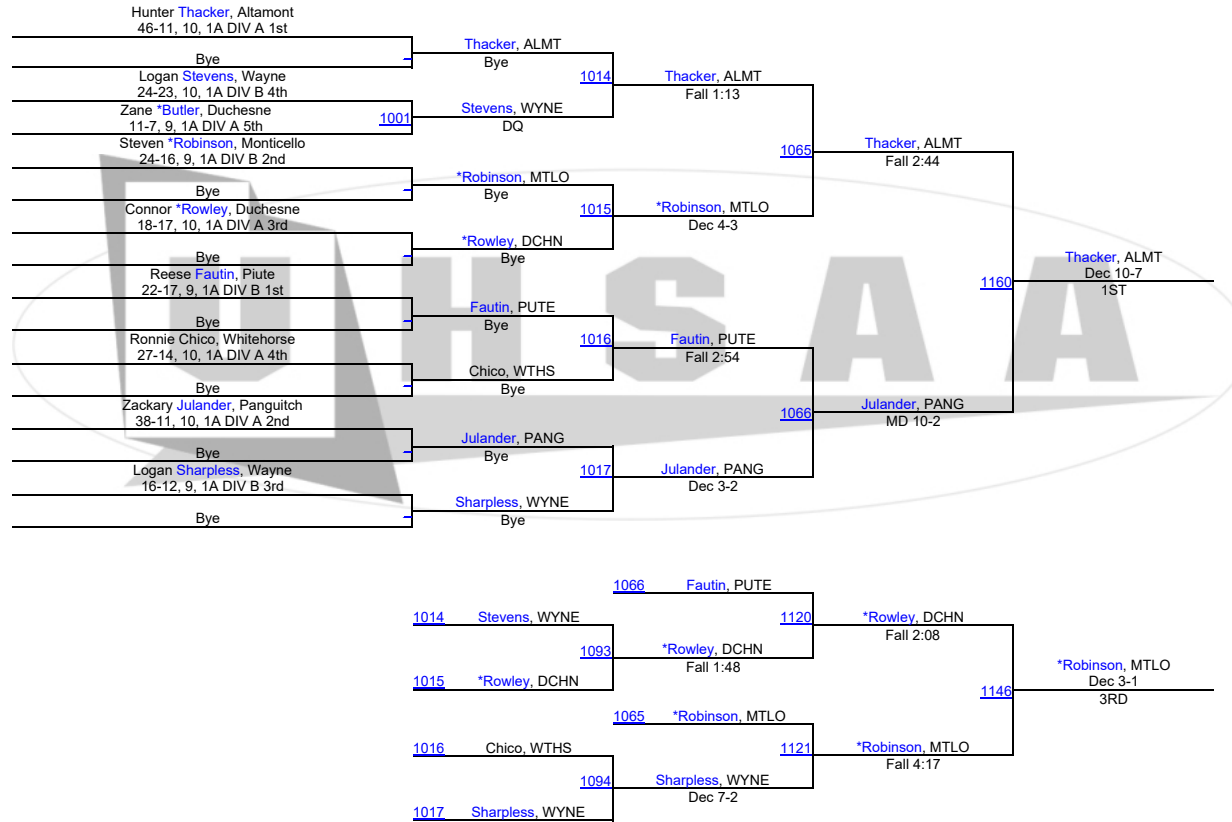 Hunter Thacker, Altamont
46-11, 10, 1A DIV A 1st
Bye
Logan Stevens, Wayne
24-23, 10, 1A DIV B 4th
Zane *Butler, Duchesne
11-7, 9, 1A DIV A 5th
1001
Steven *Robinson, Monticello
24-16, 9, 1A DIV B 2nd
Bye
Connor *Rowley, Duchesne
18-17, 10, 1A DIV A 3rd
Bye
Reese Fautin, Piute
22-17, 9, 1A DIV B 1st
Bye
Ronnie Chico, Whitehorse
27-14, 10, 1A DIV A 4th
Bye
Zackary Julander, Panguitch
38-11, 10, 1A DIV A 2nd
Bye
Logan Sharpless, Wayne
16-12, 9, 1A DIV B 3rd
Bye
Thacker, ALMT
Bye
1014
Stevens, WYNE
DQ
*Robinson, MTLO
Bye
1015
*Rowley, DCHN
Bye
Fautin, PUTE
Bye
1016
Chico, WTHS
Bye
Julander, PANG
Bye
1017
Sharpless, WYNE
Bye
Thacker, ALMT
Fall 1:13
1065
*Robinson, MTLO
Dec 4-3
Fautin, PUTE
Fall 2:54
1066
Julander, PANG
Dec 3-2
Thacker, ALMT
Fall 2:44
1160
Julander, PANG
MD 10-2
Thacker, ALMT
Dec 10-7
1ST
UHSAA
1014 Stevens, WYNE
1093
1015 *Rowley, DCHN
1016 Chico, WTHS
1094
1017 Sharpless, WYNE
1066 Fautin, PUTE
1120
*Rowley, DCHN
Fall 1:48
1065 *Robinson, MTLO
1121
Sharpless, WYNE
Dec 7-2
*Rowley, DCHN
Fall 2:08
1146
*Robinson, MTLO
Fall 4:17
*Robinson, MTLO
Dec 3-1
3RD